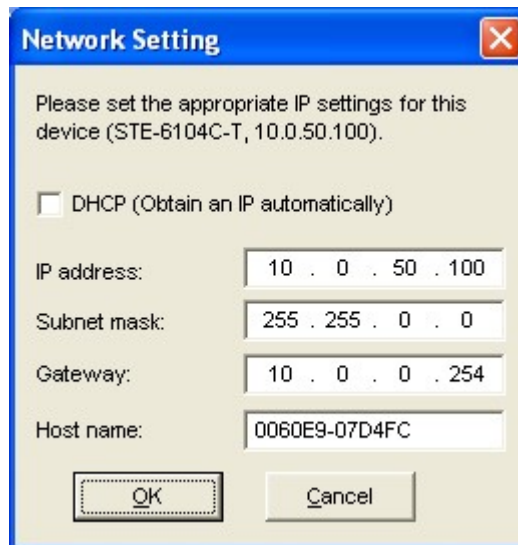 Network Setting
Please set the appropriate IP settings for this
device (STE-6104C-T, 10.0.50.100).
DHCP (Obtain an IP automatically)
IP address: 10 . 0 . 50 . 100
Subnet mask: 255 . 255 . 0 . 0
Gateway: 10 . 0 . 0 . 254
Host name: 0060E9-07D4FC
OK Cancel